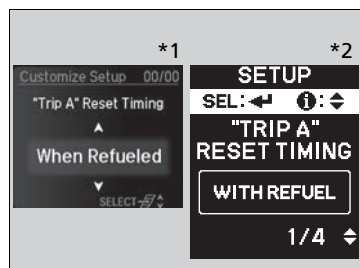 *1
*2
Customize Setup 00/00
"Trip A" Reset Timing
When Refueled
SELECT
SETUP
SEL: :
"TRIP A"
RESET TIMING
WITH REFUEL
1/4